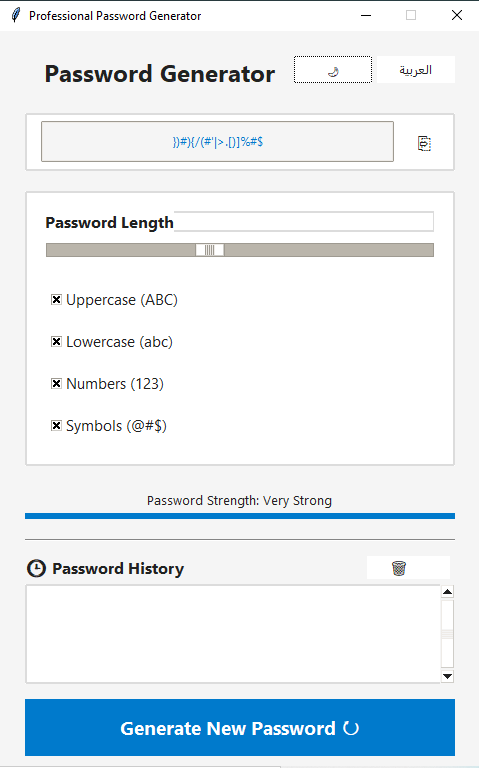 Professional Password Generator
Password Generator
العربية
})#){/(#'|>.[)]%#$
Password Length
Uppercase (ABC)
Lowercase (abc)
Numbers (123)
Symbols (@#$)
Password Strength: Very Strong
Password History
Generate New Password